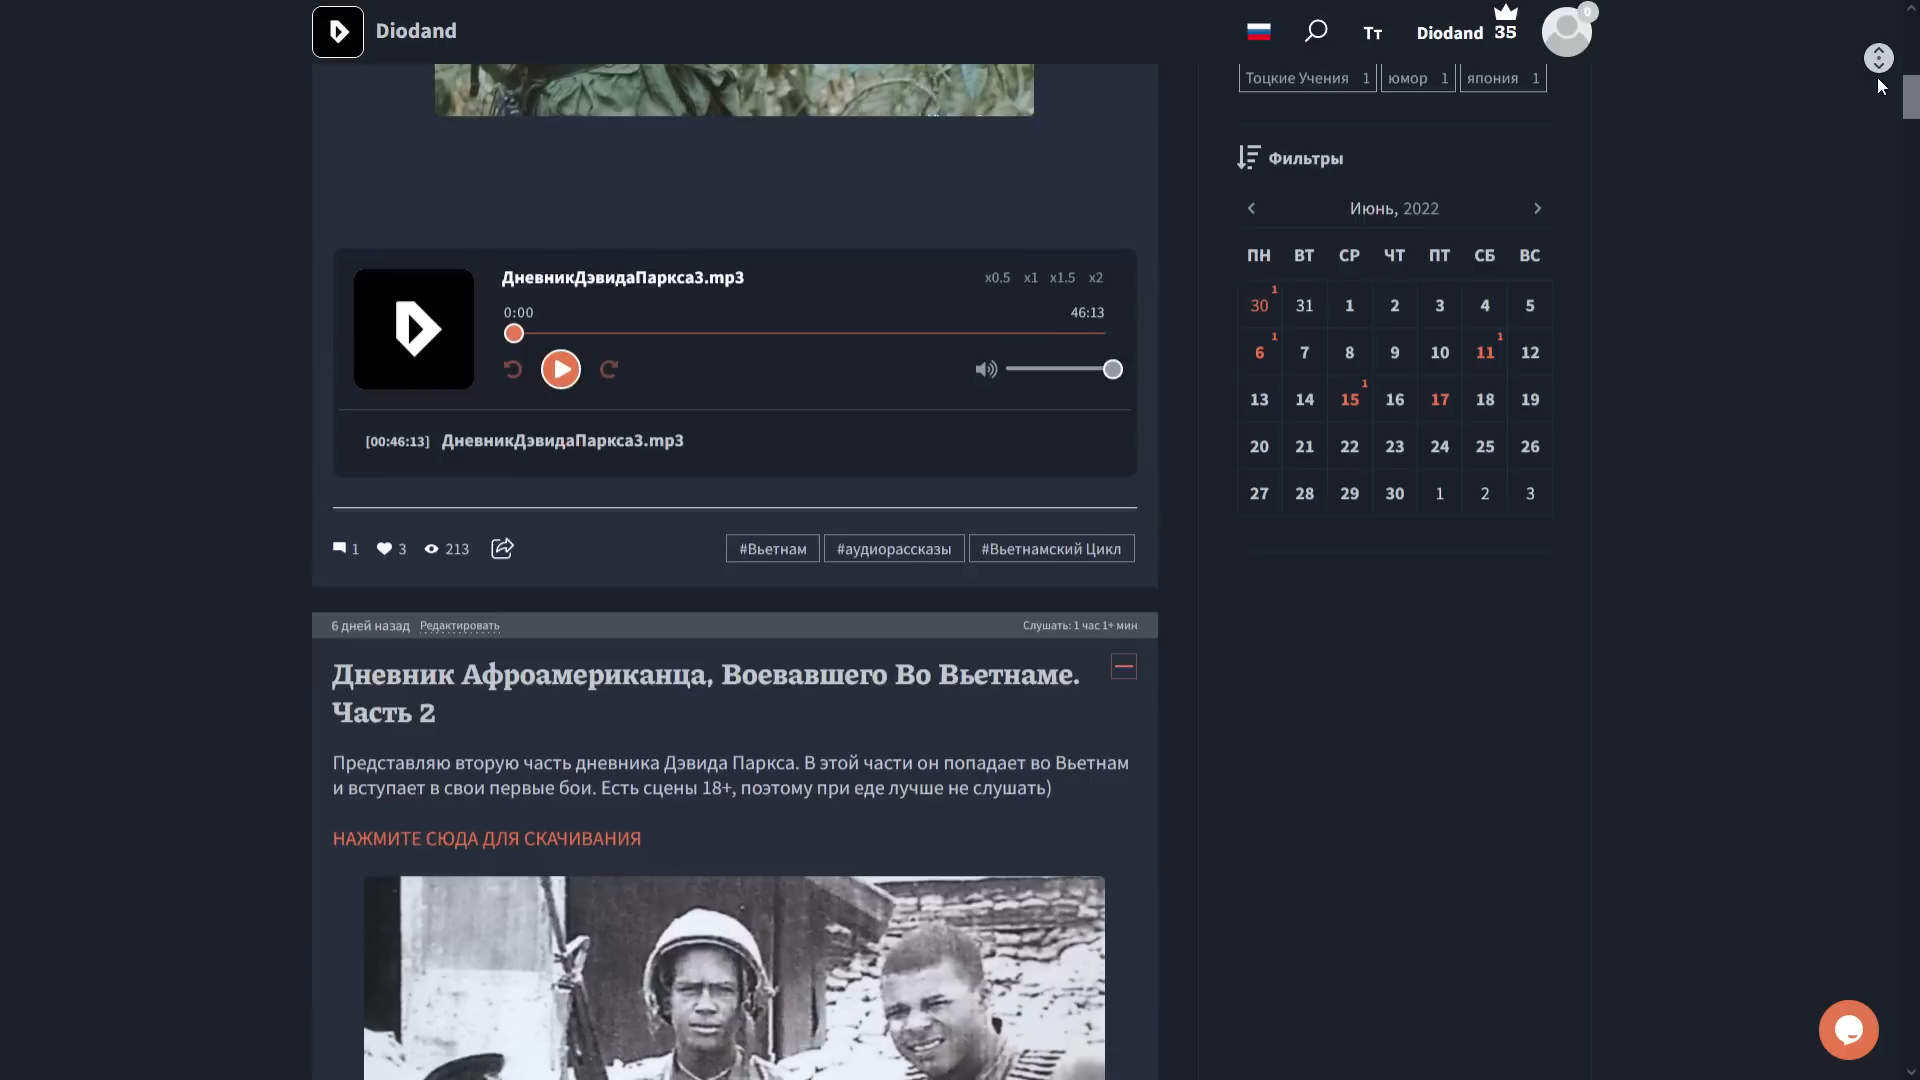 Diodand
Тт
Diodand
35
0
Тоцкие Учения 1
юмор 1
япония 1
Фильтры
Июнь, 2022
ПН ВТ СР ЧТ ПТ СБ ВС
30 1 31 1 2 3 4 5
6 1 7 8 9 10 11 1 12
13 14 15 1 16 17 18 19
20 21 22 23 24 25 26
27 28 29 30 1 2 3
ДневникДэвидаПаркса3.mp3
x0.5 x1 x1.5 x2
0:00
46:13
[00:46:13] ДневникДэвидаПаркса3.mp3
1 3 213
#Вьетнам
#аудиорассказы
#Вьетнамский Цикл
6 дней назад Редактировать
Слушать: 1 час 1+ мин
Дневник Афроамериканца, Воевавшего Во Вьетнаме.
Часть 2
Представляю вторую часть дневника Дэвида Паркса. В этой части он попадает во Вьетнам
и вступает в свои первые бои. Есть сцены 18+, поэтому при еде лучше не слушать)
НАЖМИТЕ СЮДА ДЛЯ СКАЧИВАНИЯ